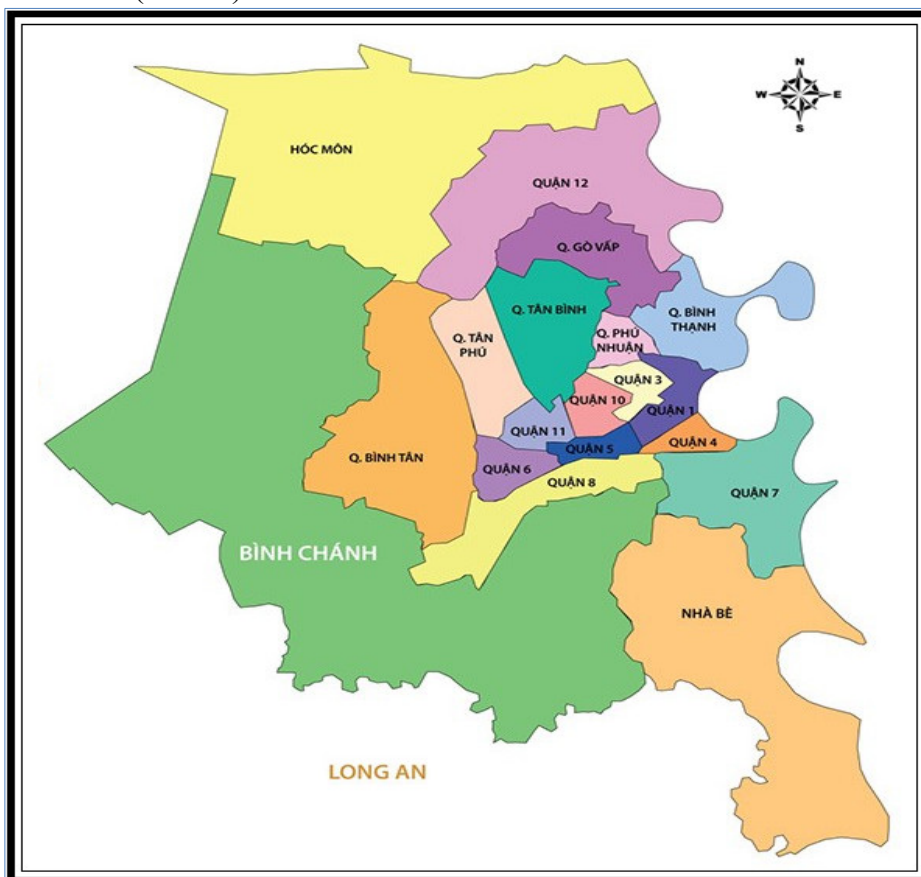 N
W E
S
HÓC MÔN
QUẬN 12
Q. GÒ VẤP
Q. TÂN BÌNH
Q. BÌNH
THẠNH
Q. TÂN
PHÚ
Q. PHÚ
NHUẬN
QUẬN 3
QUẬN 10
QUẬN 1
QUẬN 11
QUẬN 5
QUẬN 4
Q. BÌNH TÂN
QUẬN 6
QUẬN 8
QUẬN 7
BÌNH CHÁNH
NHÀ BÈ
LONG AN